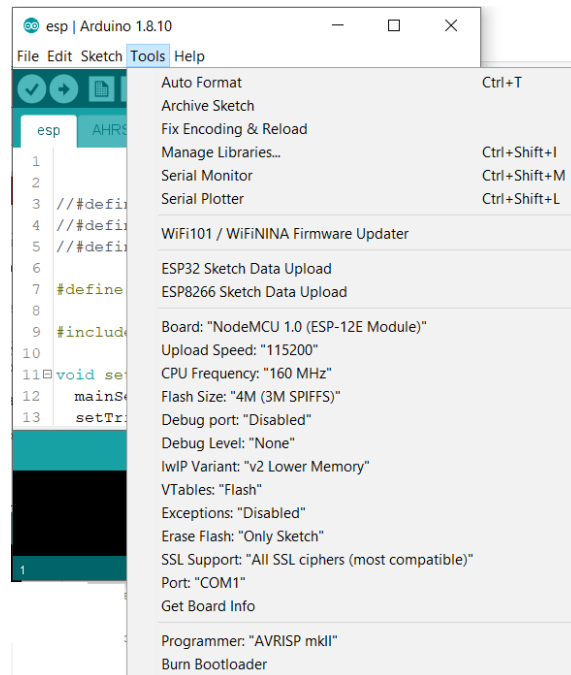 esp | Arduino 1.8.10
File Edit Sketch Tools Help
esp AHRS
Auto Format Ctrl+T
Archive Sketch
Fix Encoding & Reload
Manage Libraries... Ctrl+Shift+I
Serial Monitor Ctrl+Shift+M
Serial Plotter Ctrl+Shift+L
WiFi101 / WiFiNINA Firmware Updater
ESP32 Sketch Data Upload
ESP8266 Sketch Data Upload
Board: "NodeMCU 1.0 (ESP-12E Module)"
Upload Speed: "115200"
CPU Frequency: "160 MHz"
Flash Size: "4M (3M SPIFFS)"
Debug port: "Disabled"
Debug Level: "None"
lwIP Variant: "v2 Lower Memory"
VTables: "Flash"
Exceptions: "Disabled"
Erase Flash: "Only Sketch"
SSL Support: "All SSL ciphers (most compatible)"
Port: "COM1"
Get Board Info
Programmer: "AVRISP mkII"
Burn Bootloader
1
2
3 //#defi
4 //#defi
5 //#defi
6
7 #define
8
9 #include
10
11 void se
12 mainS
13 setTr
1